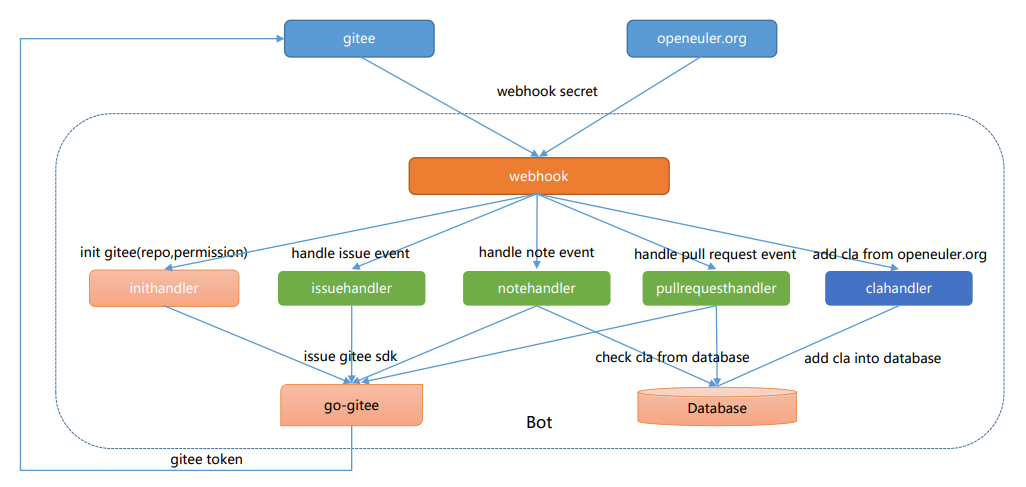 gitee
openeuler.org
webhook secret
webhook
init gitee(repo,permission)
handle issue event
handle note event
handle pull request event
add cla from openeuler.org
inithandler
issuehandler
notehandler
pullrequesthandler
clahandler
issue gitee sdk
check cla from database
add cla into database
go-gitee
Database
Bot
gitee token